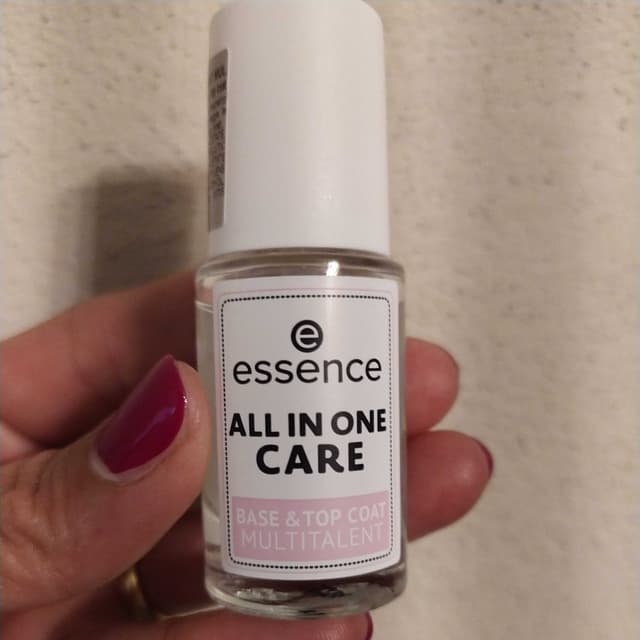 e
essence
ALL IN ONE
CARE
BASE & TOP COAT
MULTITALENT